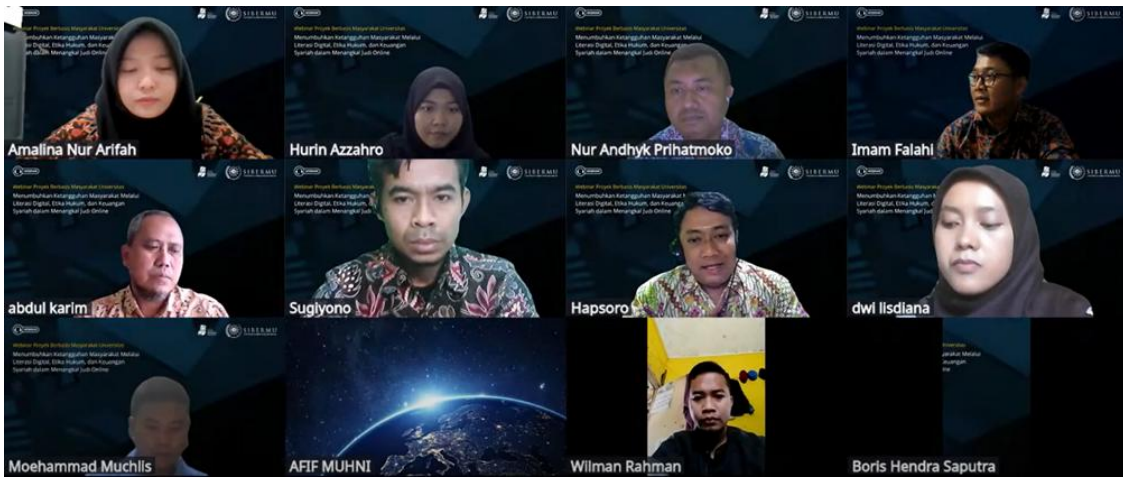 WEBINAR
SIBERMU
Webinar Proyek Berbasis Masyarakat Universitas
Menumbuhkan Ketangguhan Masyarakat Melalui
Literasi Digital, Etika Hukum, dan Keuangan
Syariah dalam Menangkal Judi Online
Amalina Nur Arifah
Hurin Azzahro
Nur Andhyk Prihatmoko
Imam Falahi
abdul karim
Sugiyono
Hapsoro
dwi lisdiana
Moehammad Muchlis
AFIF MUHNI
Wilman Rahman
Boris Hendra Saputra